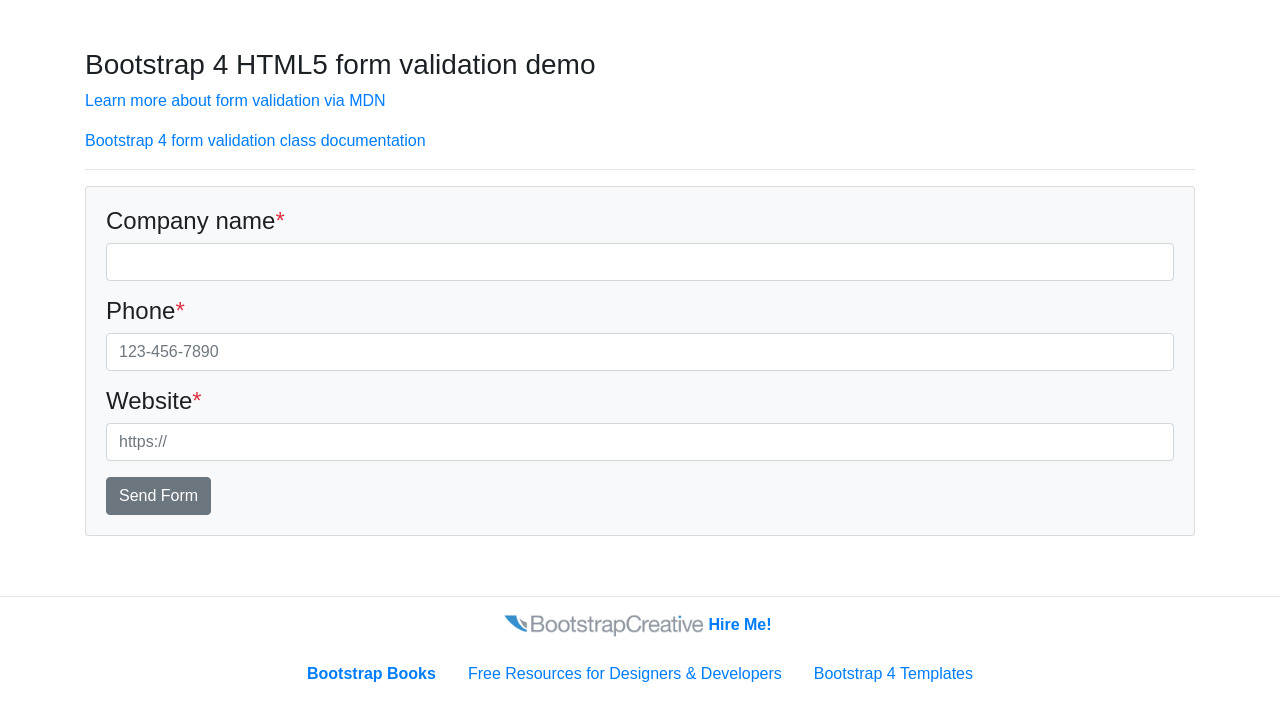 Bootstrap 4 HTML5 form validation demo
Learn more about form validation via MDN
Bootstrap 4 form validation class documentation
Company name*
Phone*
123-456-7890
Website*
https://
Send Form
BootstrapCreative Hire Me!
Bootstrap Books Free Resources for Designers & Developers Bootstrap 4 Templates